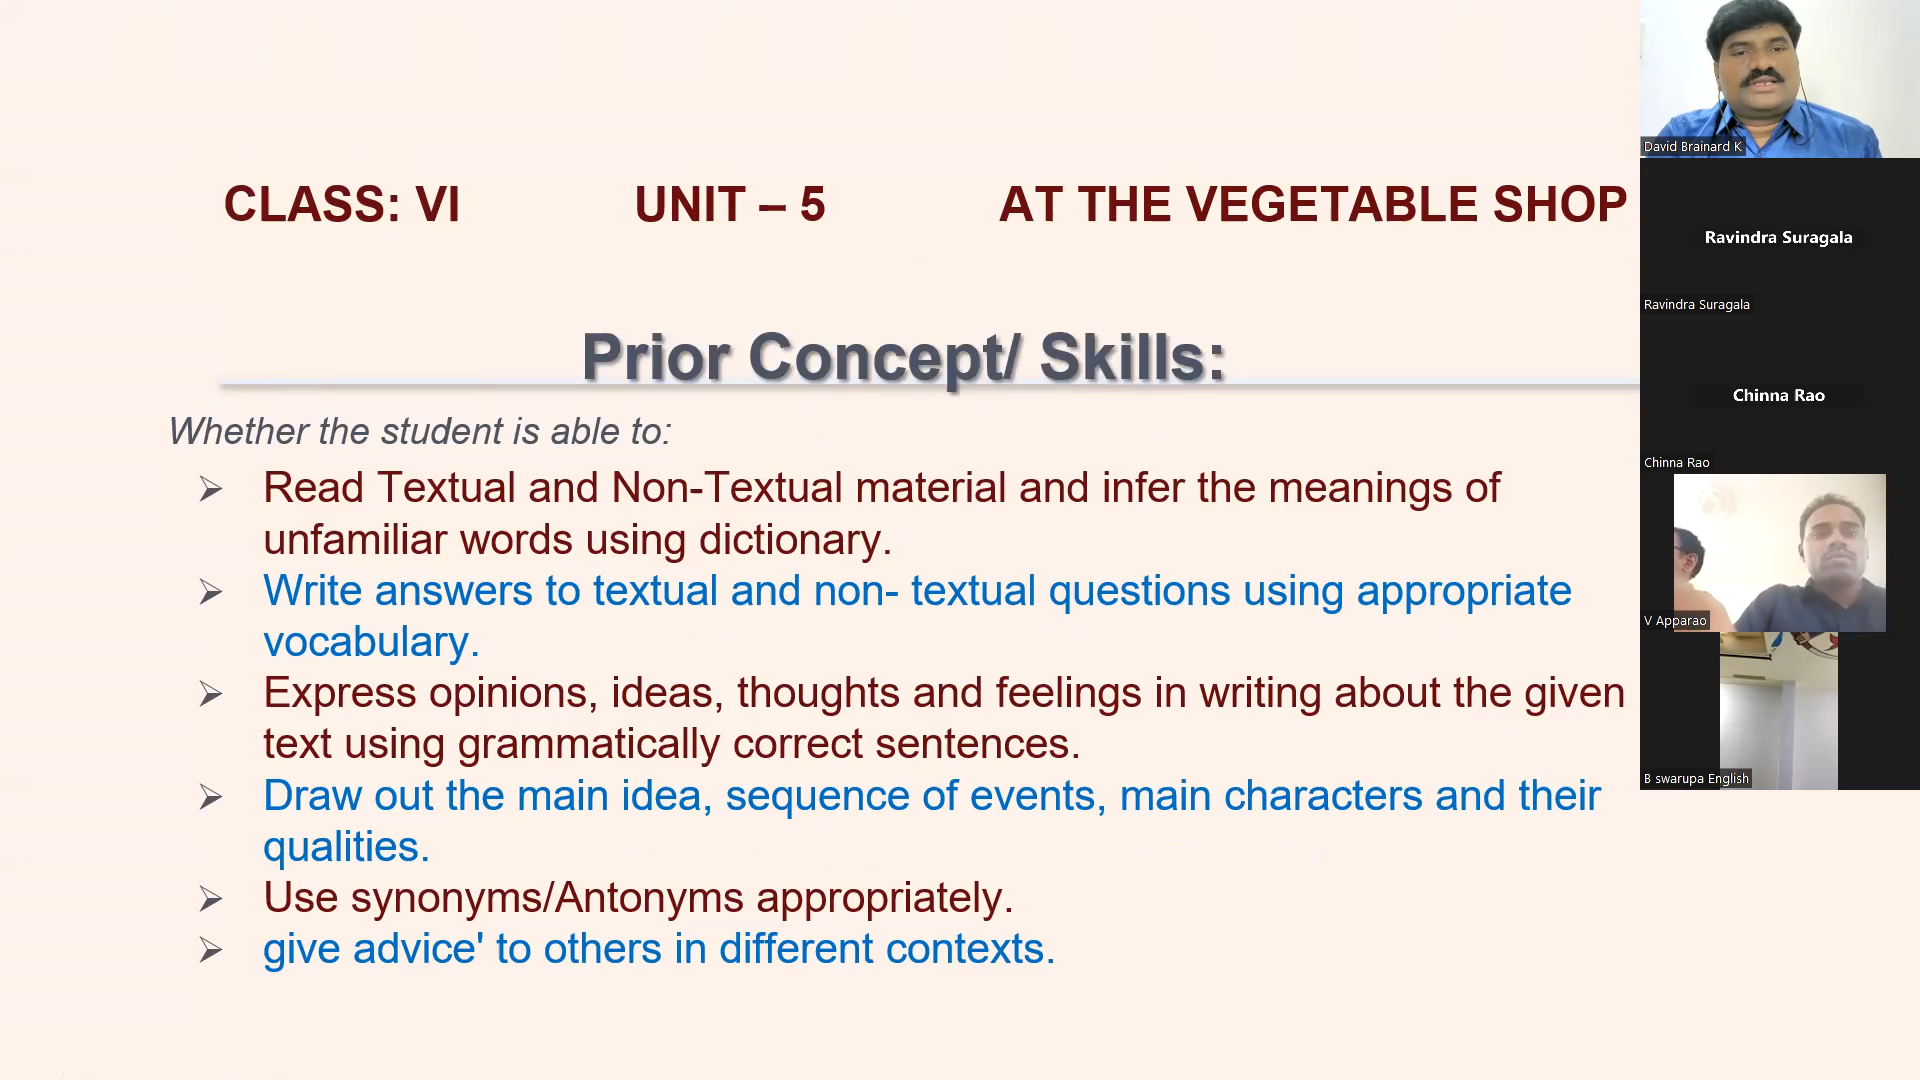 CLASS: VI UNIT – 5 AT THE VEGETABLE SHOP
Prior Concept/ Skills:
Whether the student is able to:
➢ Read Textual and Non-Textual material and infer the meanings of
unfamiliar words using dictionary.
➢ Write answers to textual and non- textual questions using appropriate
vocabulary.
➢ Express opinions, ideas, thoughts and feelings in writing about the given
text using grammatically correct sentences.
➢ Draw out the main idea, sequence of events, main characters and their
qualities.
➢ Use synonyms/Antonyms appropriately.
➢ give advice' to others in different contexts.
David Brainard K
Ravindra Suragala
Ravindra Suragala
Chinna Rao
Chinna Rao
V Apparao
B swarupa English